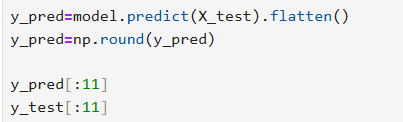 y_pred=model.predict(X_test).flatten()
y_pred=np.round(y_pred)
y_pred[:11]
y_test[:11]